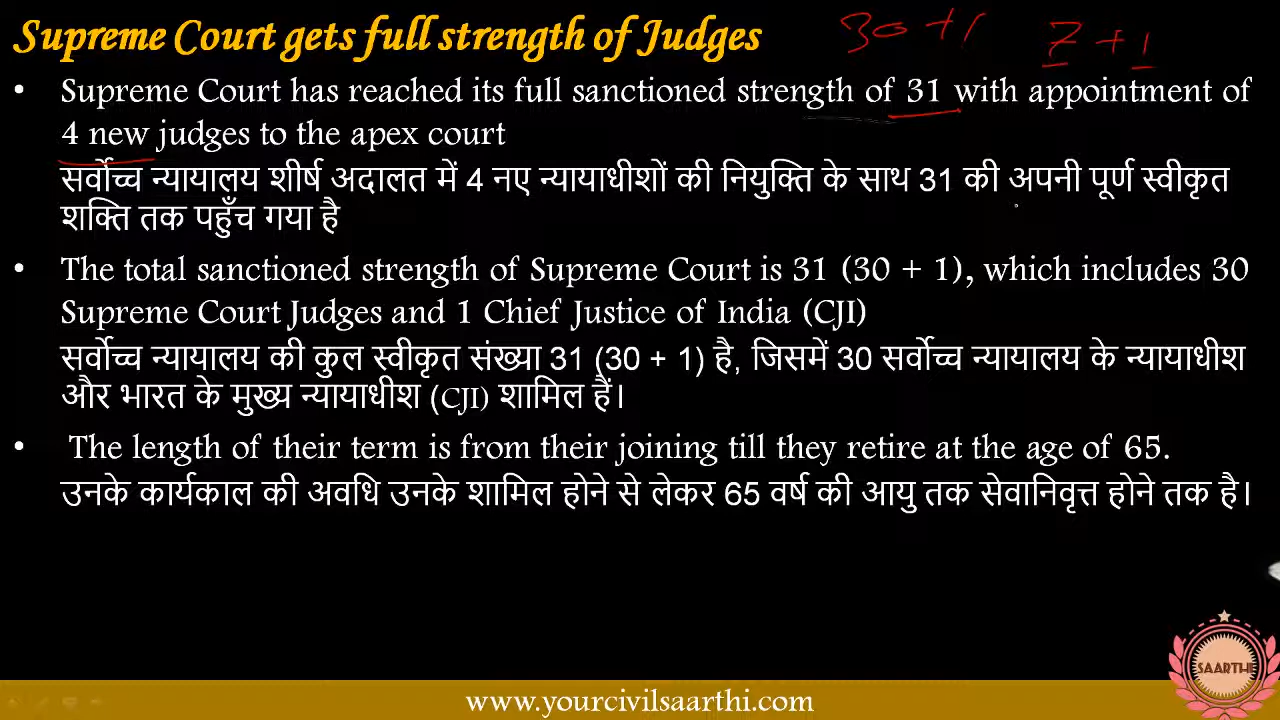 Supreme Court gets full strength of Judges
30+1 7+1
• Supreme Court has reached its full sanctioned strength of 31 with appointment of
4 new judges to the apex court
सर्वोच्च न्यायालय शीर्ष अदालत में 4 नए न्यायाधीशों की नियुक्ति के साथ 31 की अपनी पूर्ण स्वीकृत
शक्ति तक पहुँच गया है
• The total sanctioned strength of Supreme Court is 31 (30 + 1), which includes 30
Supreme Court Judges and 1 Chief Justice of India (CJI)
सर्वोच्च न्यायालय की कुल स्वीकृत संख्या 31 (30 + 1) है, जिसमें 30 सर्वोच्च न्यायालय के न्यायाधीश
और भारत के मुख्य न्यायाधीश (CJI) शामिल हैं।
• The length of their term is from their joining till they retire at the age of 65.
उनके कार्यकाल की अवधि उनके शामिल होने से लेकर 65 वर्ष की आयु तक सेवानिवृत्त होने तक है।
SAARTHI
www.yourcivilsaarthi.com